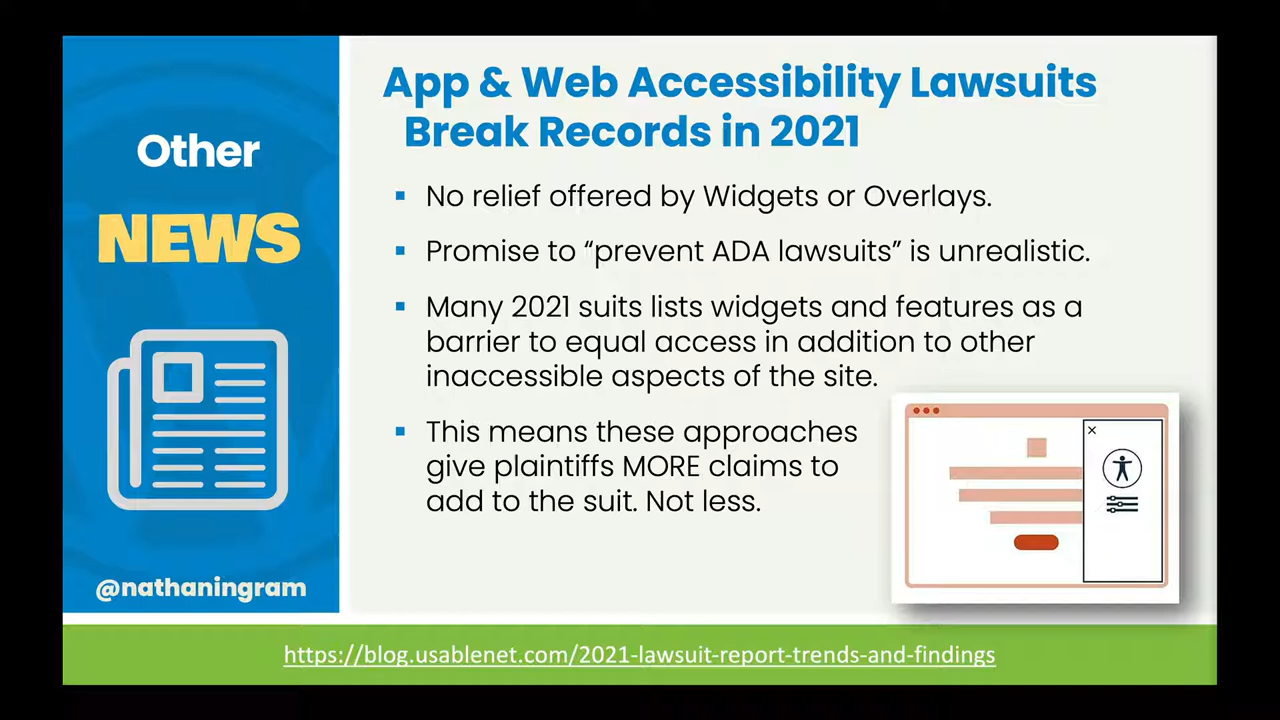 Other
NEWS
@nathaningram
App & Web Accessibility Lawsuits
Break Records in 2021
▪ No relief offered by Widgets or Overlays.
▪ Promise to “prevent ADA lawsuits” is unrealistic.
▪ Many 2021 suits lists widgets and features as a
barrier to equal access in addition to other
inaccessible aspects of the site.
▪ This means these approaches
give plaintiffs MORE claims to
add to the suit. Not less.
https://blog.usablenet.com/2021-lawsuit-report-trends-and-findings